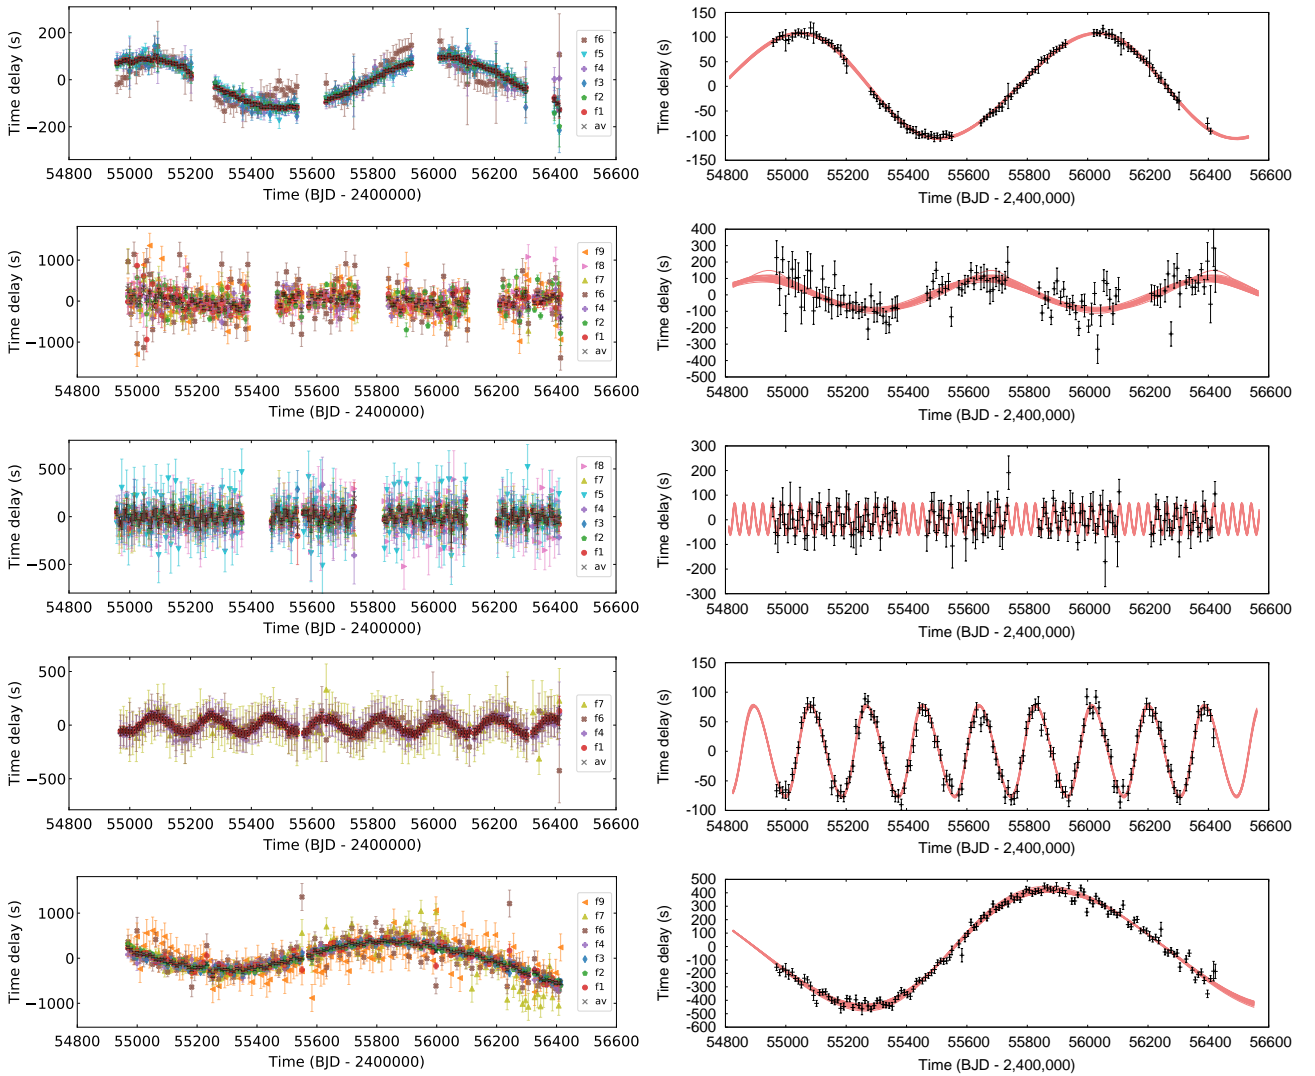 200
0
−200
Time delay (s)
f6
f5
f4
f3
f2
f1
av
54800 55000 55200 55400 55600 55800 56000 56200 56400 56600
Time (BJD - 2400000)
150
100
50
0
-50
-100
-150
Time delay (s)
54800 55000 55200 55400 55600 55800 56000 56200 56400 56600
Time (BJD - 2,400,000)
1000
0
−1000
Time delay (s)
f9
f8
f7
f6
f4
f2
f1
av
54800 55000 55200 55400 55600 55800 56000 56200 56400 56600
Time (BJD - 2400000)
400
300
200
100
0
-100
-200
-300
-400
-500
Time delay (s)
54800 55000 55200 55400 55600 55800 56000 56200 56400 56600
Time (BJD - 2,400,000)
500
0
−500
Time delay (s)
f8
f7
f5
f4
f3
f2
f1
av
54800 55000 55200 55400 55600 55800 56000 56200 56400 56600
Time (BJD - 2400000)
300
200
100
0
-100
-200
-300
Time delay (s)
54800 55000 55200 55400 55600 55800 56000 56200 56400 56600
Time (BJD - 2,400,000)
500
0
−500
Time delay (s)
f7
f6
f4
f1
av
54800 55000 55200 55400 55600 55800 56000 56200 56400 56600
Time (BJD - 2400000)
150
100
50
0
-50
-100
Time delay (s)
54800 55000 55200 55400 55600 55800 56000 56200 56400 56600
Time (BJD - 2,400,000)
1000
0
−1000
Time delay (s)
f9
f7
f6
f4
f3
f2
f1
av
54800 55000 55200 55400 55600 55800 56000 56200 56400 56600
Time (BJD - 2400000)
500
400
300
200
100
0
-100
-200
-300
-400
-500
-600
Time delay (s)
54800 55000 55200 55400 55600 55800 56000 56200 56400 56600
Time (BJD - 2,400,000)